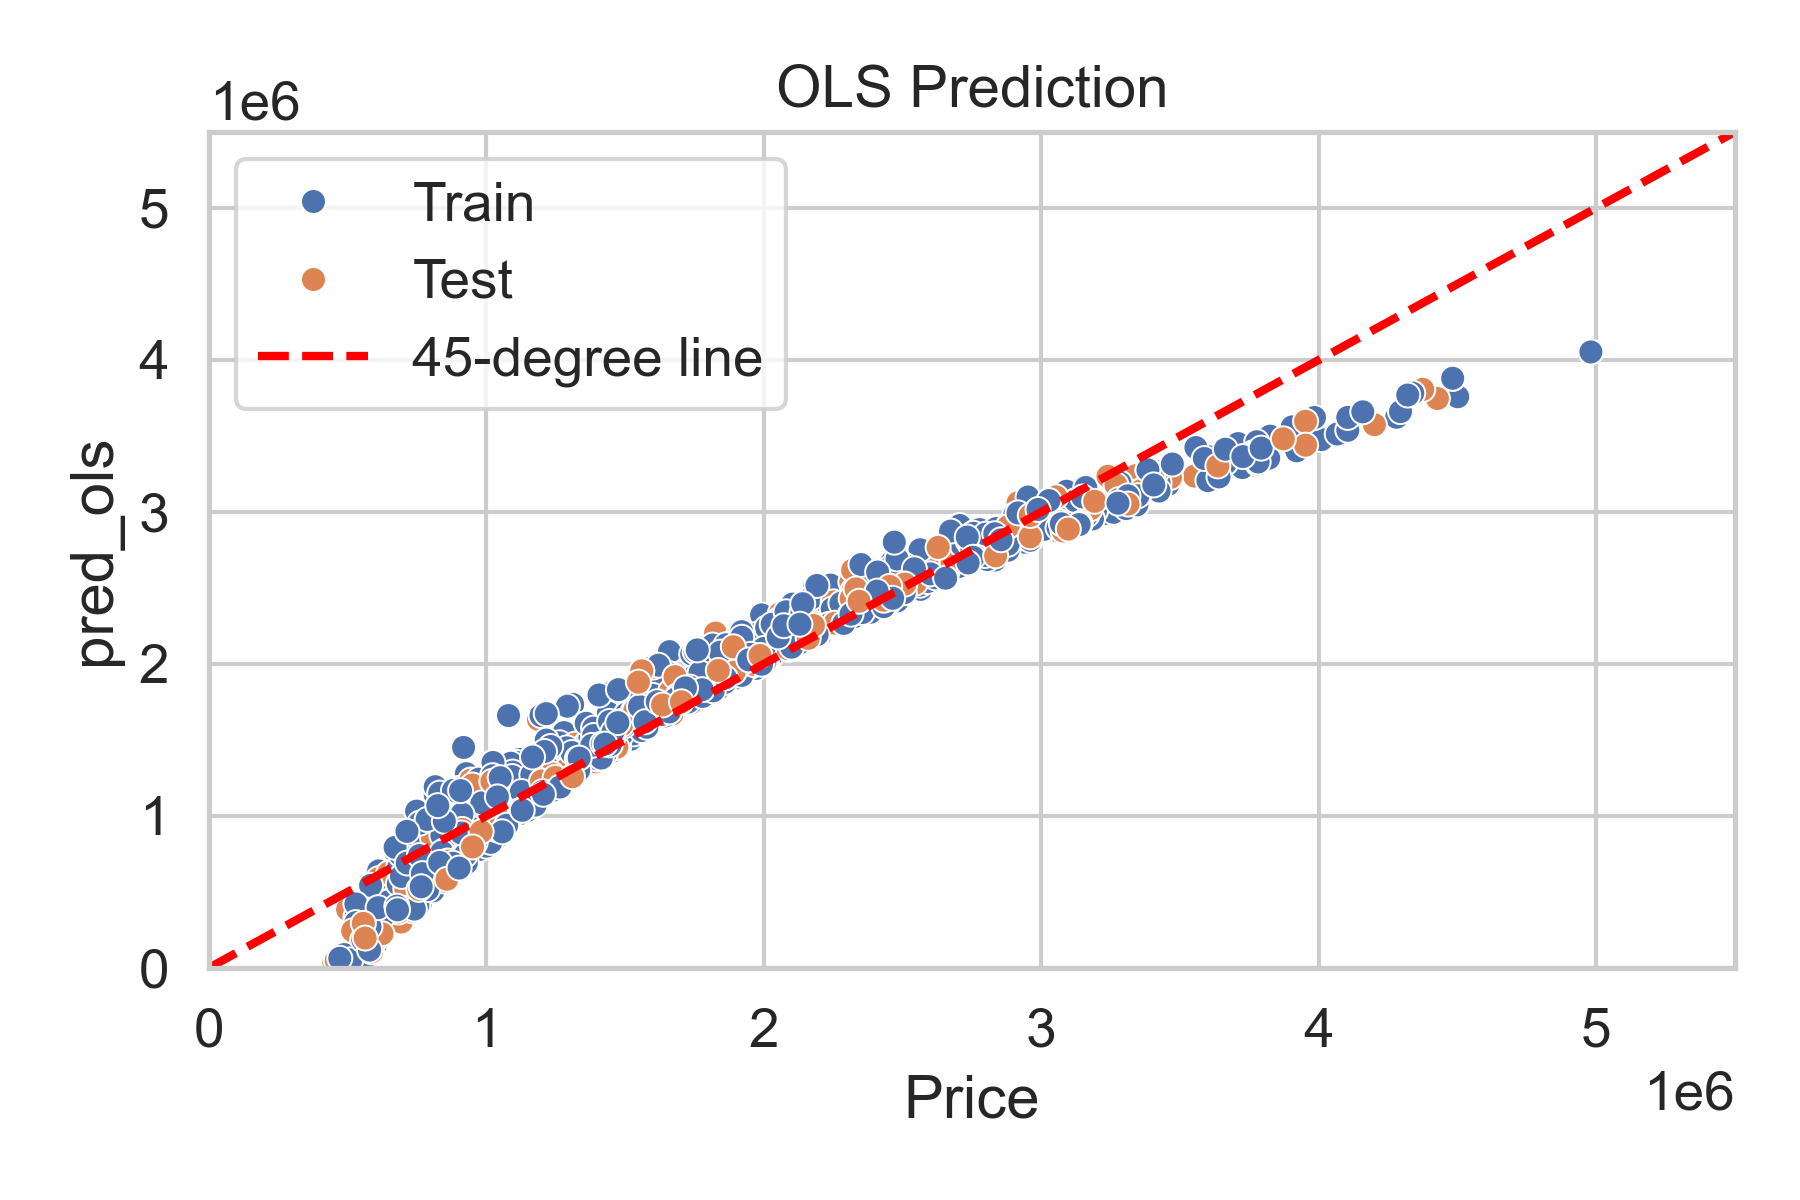 OLS Prediction
1e6
Train
Test
45-degree line
5
4
3
2
1
0
pred_ols
0 1 2 3 4 5
Price
1e6